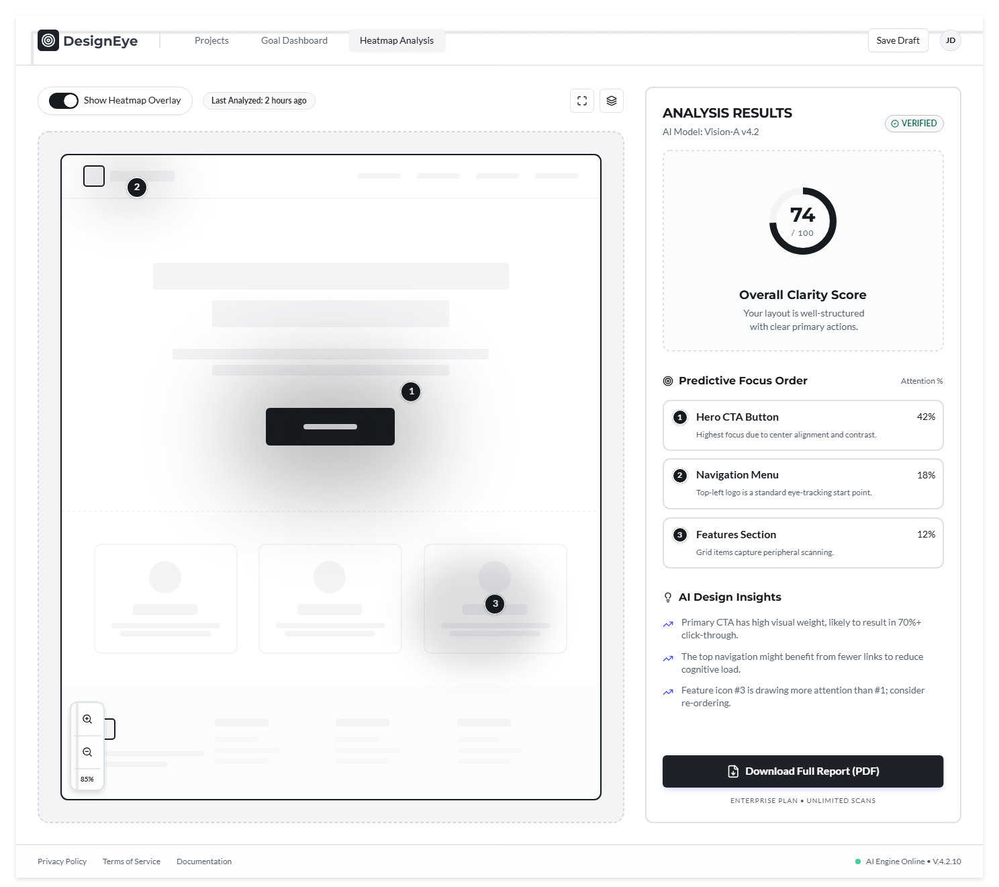 DesignEye
Projects
Goal Dashboard
Heatmap Analysis
Save Draft
JD
Show Heatmap Overlay
Last Analyzed: 2 hours ago
2
1
3
85%
ANALYSIS RESULTS
AI Model: Vision-A v4.2
VERIFIED
74
/ 100
Overall Clarity Score
Your layout is well-structured
with clear primary actions.
Predictive Focus Order
Attention %
1
Hero CTA Button
42%
Highest focus due to center alignment and contrast.
2
Navigation Menu
18%
Top-left logo is a standard eye-tracking start point.
3
Features Section
12%
Grid items capture peripheral scanning.
AI Design Insights
Primary CTA has high visual weight, likely to result in 70%+
click-through.
The top navigation might benefit from fewer links to reduce
cognitive load.
Feature icon #3 is drawing more attention than #1; consider
re-ordering.
Download Full Report (PDF)
ENTERPRISE PLAN • UNLIMITED SCANS
Privacy Policy
Terms of Service
Documentation
AI Engine Online • V.4.2.10